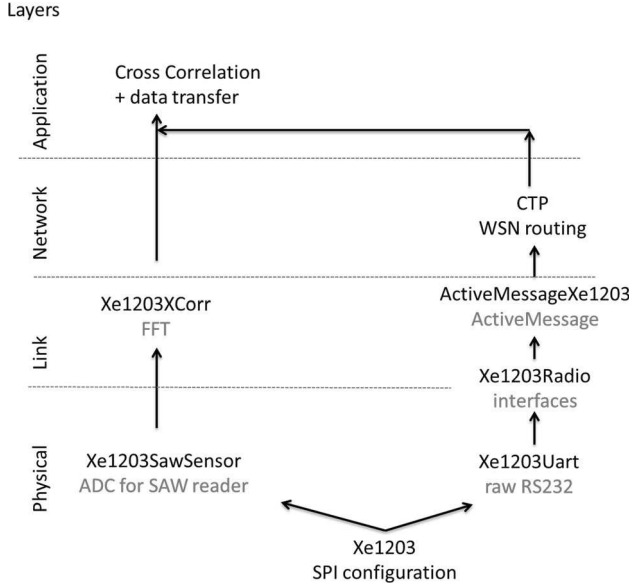 Layers
Application
Cross Correlation
+ data transfer
Network
CTP
WSN routing
Link
Xe1203XCorr
FFT
ActiveMessageXe1203
ActiveMessage
Xe1203Radio
interfaces
Physical
Xe1203SawSensor
ADC for SAW reader
Xe1203Uart
raw RS232
Xe1203
SPI configuration